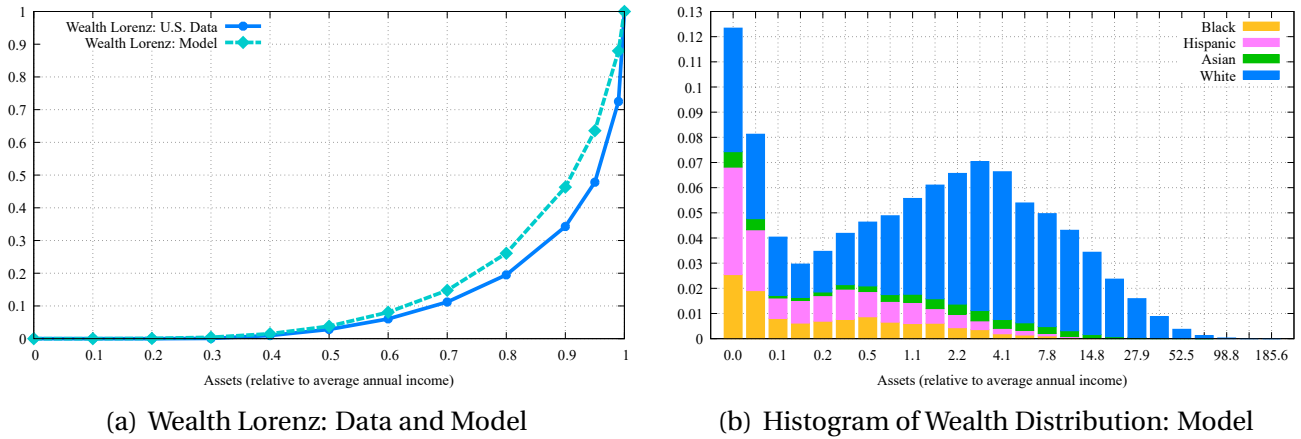 Wealth Lorenz: U.S. Data
Wealth Lorenz: Model
1
0.9
0.8
0.7
0.6
0.5
0.4
0.3
0.2
0.1
0
0 0.1 0.2 0.3 0.4 0.5 0.6 0.7 0.8 0.9 1
Assets (relative to average annual income)
(a) Wealth Lorenz: Data and Model
Black
Hispanic
Asian
White
0.13
0.12
0.11
0.1
0.09
0.08
0.07
0.06
0.05
0.04
0.03
0.02
0.01
0
0.0 0.1 0.2 0.5 1.1 2.2 4.1 7.8 14.8 27.9 52.5 98.8 185.6
Assets (relative to average annual income)
(b) Histogram of Wealth Distribution: Model